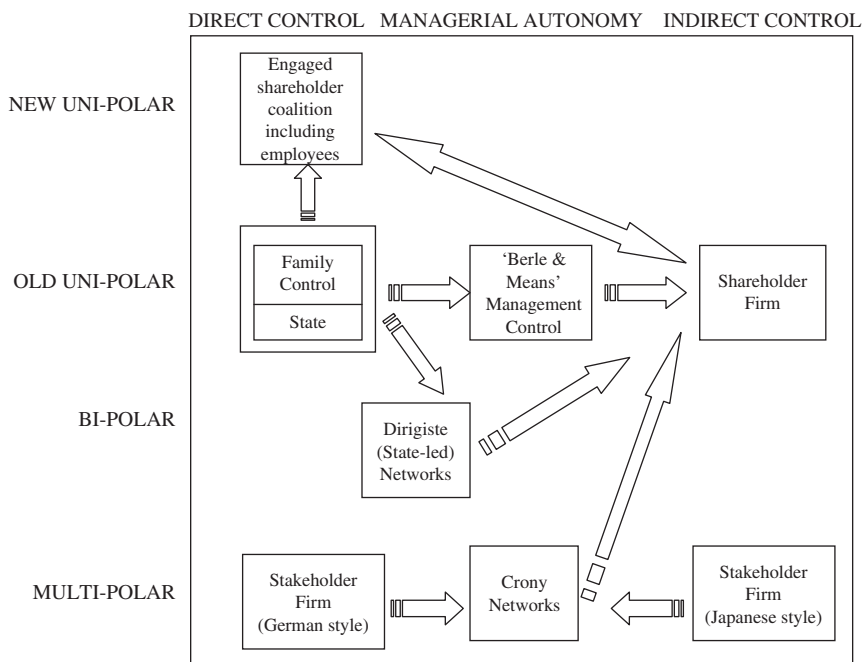 DIRECT CONTROL MANAGERIAL AUTONOMY INDIRECT CONTROL
NEW UNI-POLAR
Engaged
shareholder
coalition
including
employees
OLD UNI-POLAR
Family
Control
State
‘Berle &
Means’
Management
Control
Shareholder
Firm
BI-POLAR
Dirigiste
(State-led)
Networks
MULTI-POLAR
Stakeholder
Firm
(German style)
Crony
Networks
Stakeholder
Firm
(Japanese style)